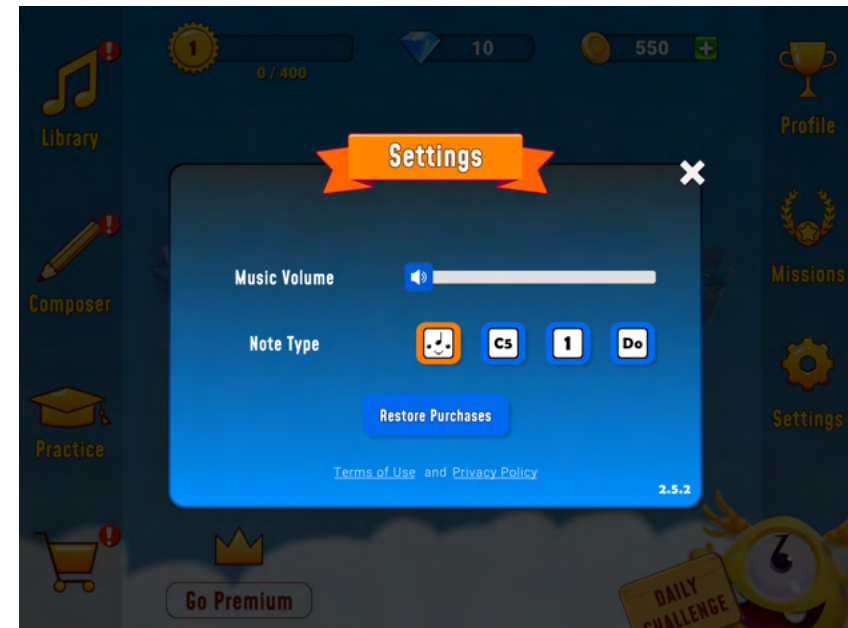 1
0 / 400
10
550
Library
Profile
Settings
Composer
Missions
Music Volume
Note Type
C5
1
Do
Practice
Settings
Restore Purchases
Terms of Use and Privacy Policy
2.5.2
Go Premium
DAILY
CHALLENGE